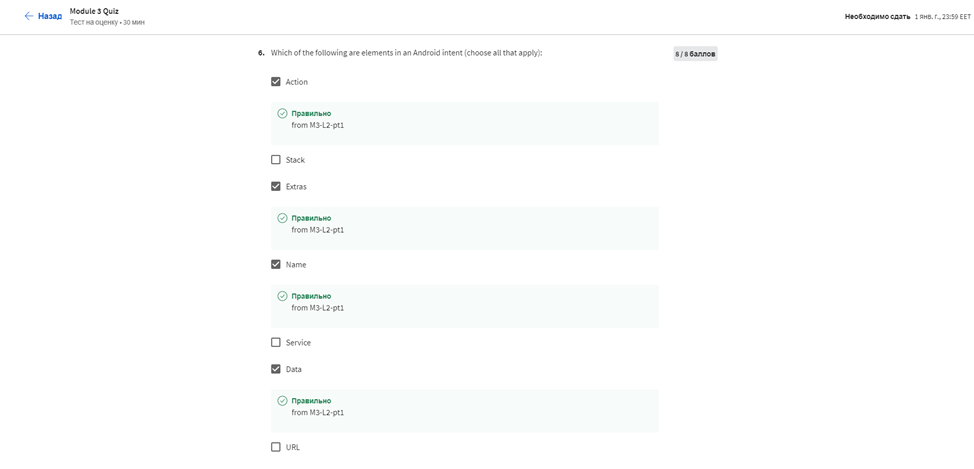 Назад
Module 3 Quiz
Тест на оценку • 30 мин
Необходимо сдать 1 янв. г., 23:59 EET
6. Which of the following are elements in an Android intent (choose all that apply):
8 / 8 баллов
Action
Правильно
from M3-L2-pt1
Stack
Extras
Правильно
from M3-L2-pt1
Name
Правильно
from M3-L2-pt1
Service
Data
Правильно
from M3-L2-pt1
URL